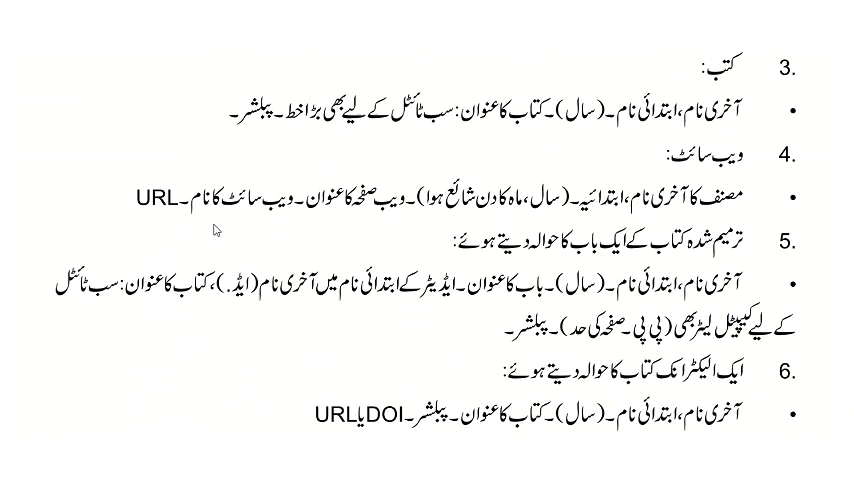 3. کتب:
• آخری نام، ابتدائی نام۔ (سال)۔ کتاب کا عنوان: سب ٹائٹل کے لیے بھی بڑا خط۔ پبلشر۔
4. ویب سائٹ:
• مصنف کا آخری نام، ابتدائیہ۔ (سال، ماہ کا دن شائع ہوا)۔ ویب صفحہ کا عنوان۔ ویب سائٹ کا نام۔ URL
5. ترمیم شدہ کتاب کے ایک باب کا حوالہ دیتے ہوئے:
• آخری نام، ابتدائی نام۔ (سال)۔ باب کا عنوان۔ ایڈیٹر کے ابتدائی نام میں آخری نام (ایڈ.)، کتاب کا عنوان: سب ٹائٹل
کے لیے کیپیٹل لیٹر بھی (پی پی۔ صفحہ کی حد)۔ پبلشر۔
6. ایک الیکٹرانک کتاب کا حوالہ دیتے ہوئے:
• آخری نام، ابتدائی نام۔ (سال)۔ کتاب کا عنوان۔ پبلشر۔ DOI یا URL